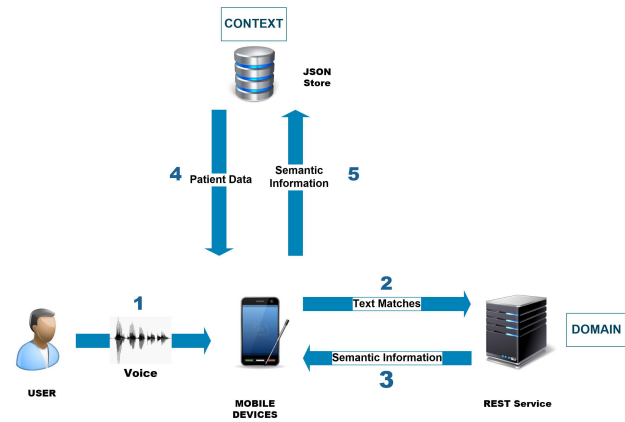 CONTEXT
JSON
Store
4
Patient Data
Semantic
Information
5
1
Voice
2
Text Matches
Semantic Information
3
DOMAIN
USER
MOBILE
DEVICES
REST Service